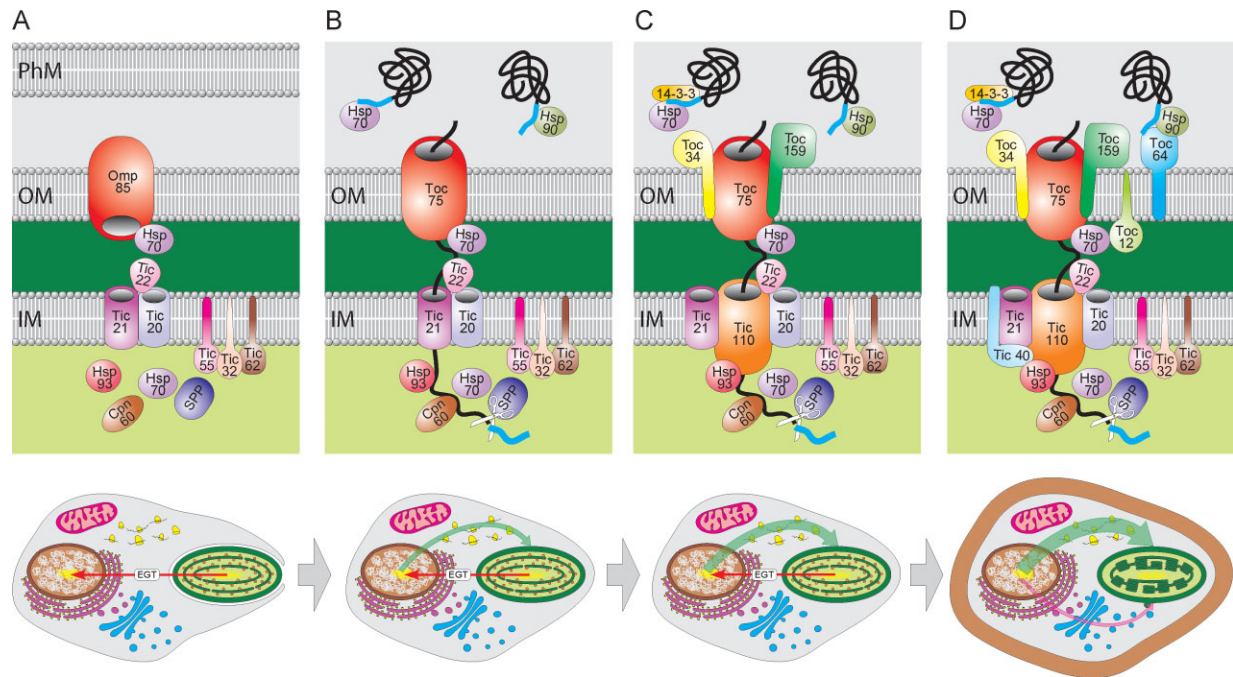 A
PhM
OM
Omp
85
Hsp
70
Tic
22
IM
Tic
21
Tic
20
Tic
55
Tic
32
Tic
62
Hsp
93
Hsp
70
Cpn
60
SPP
B
Hsp
70
Hsp
90
OM
Toc
75
Hsp
70
Tic
22
IM
Tic
21
Tic
20
Tic
55
Tic
32
Tic
62
Hsp
93
Hsp
70
Cpn
60
SPP
C
14-3-3
Hsp
70
Hsp
90
Toc
34
Toc
159
OM
Toc
75
Hsp
70
Tic
22
IM
Tic
21
Tic
110
Tic
20
Tic
55
Tic
32
Tic
62
Hsp
93
Hsp
70
Cpn
60
SPP
D
14-3-3
Hsp
70
Hsp
90
Toc
34
Toc
159
Toc
64
OM
Toc
75
Hsp
70
Toc
12
Tic
22
IM
Tic
21
Tic
110
Tic
20
Tic 40
Tic
55
Tic
32
Tic
62
Hsp
93
Hsp
70
Cpn
60
SPP
EGT
EGT
EGT